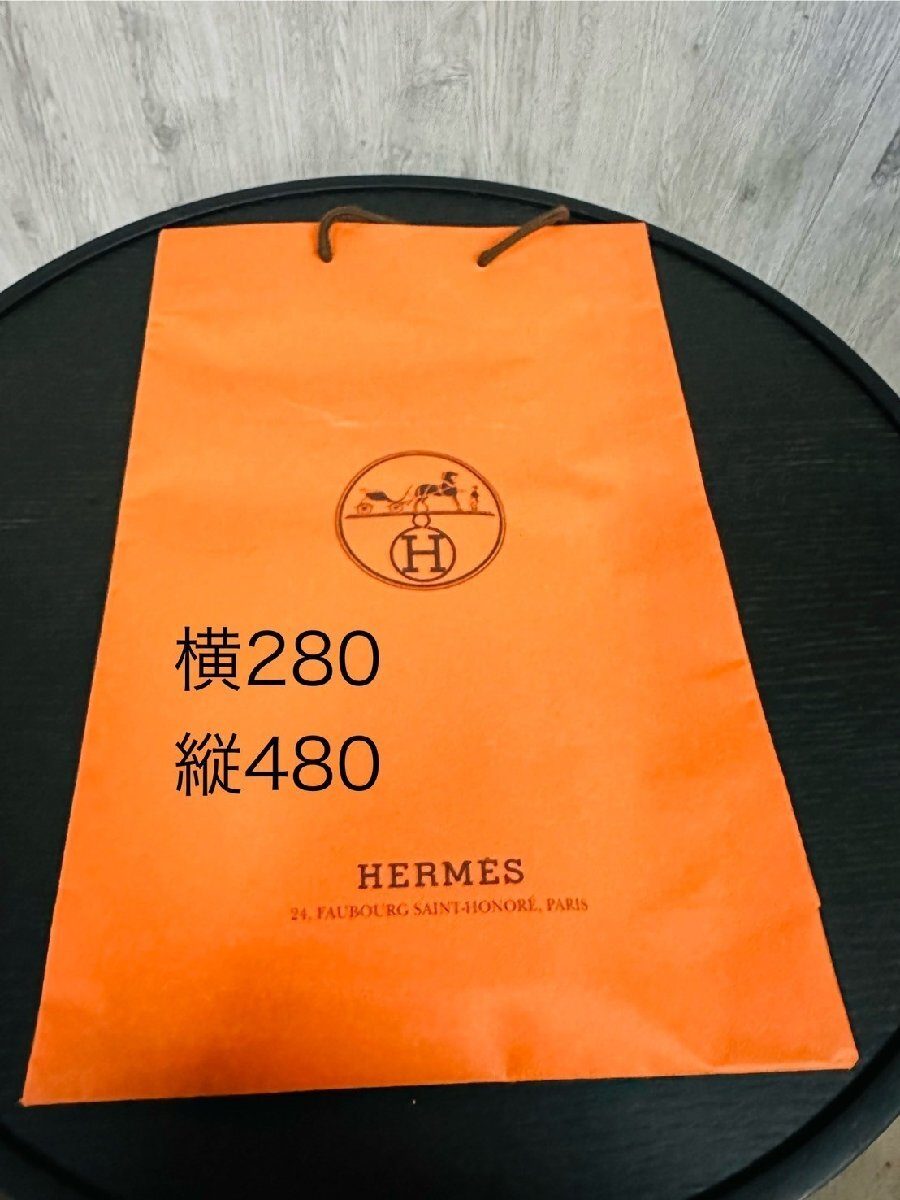 H
横280
縦480
HERMÈS
24, FAUBOURG SAINT-HONORÉ, PARIS